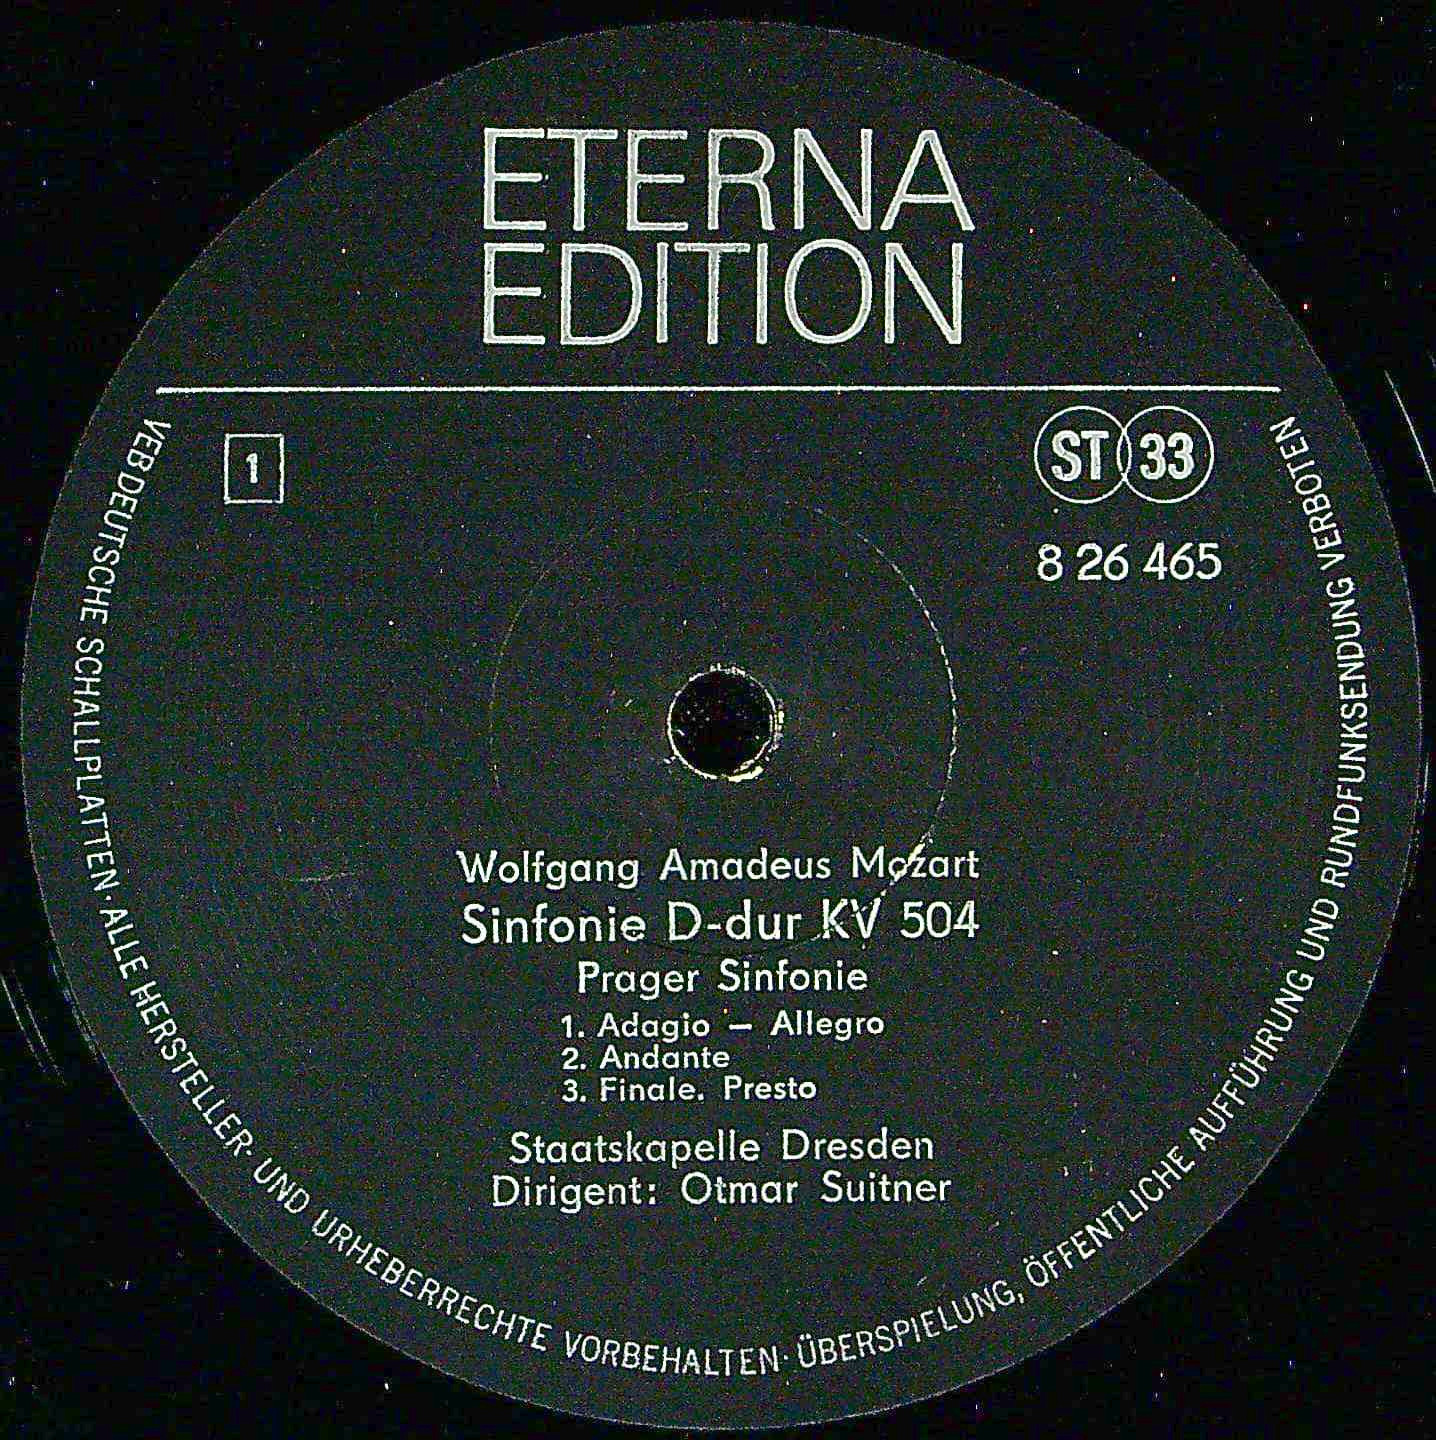 ETERNA
EDITION
1
ST 33
8 26 465
Wolfgang Amadeus Mozart
Sinfonie D-dur KV 504
Prager Sinfonie
1. Adagio – Allegro
2. Andante
3. Finale. Presto
Staatskapelle Dresden
Dirigent: Otmar Suitner
VEB DEUTSCHE SCHALLPLATTEN · ALLE HERSTELLER- UND URHEBERRECHTE VORBEHALTEN · ÜBERSPIELUNG, ÖFFENTLICHE AUFFÜHRUNG UND RUNDFUNKSENDUNG VERBOTEN